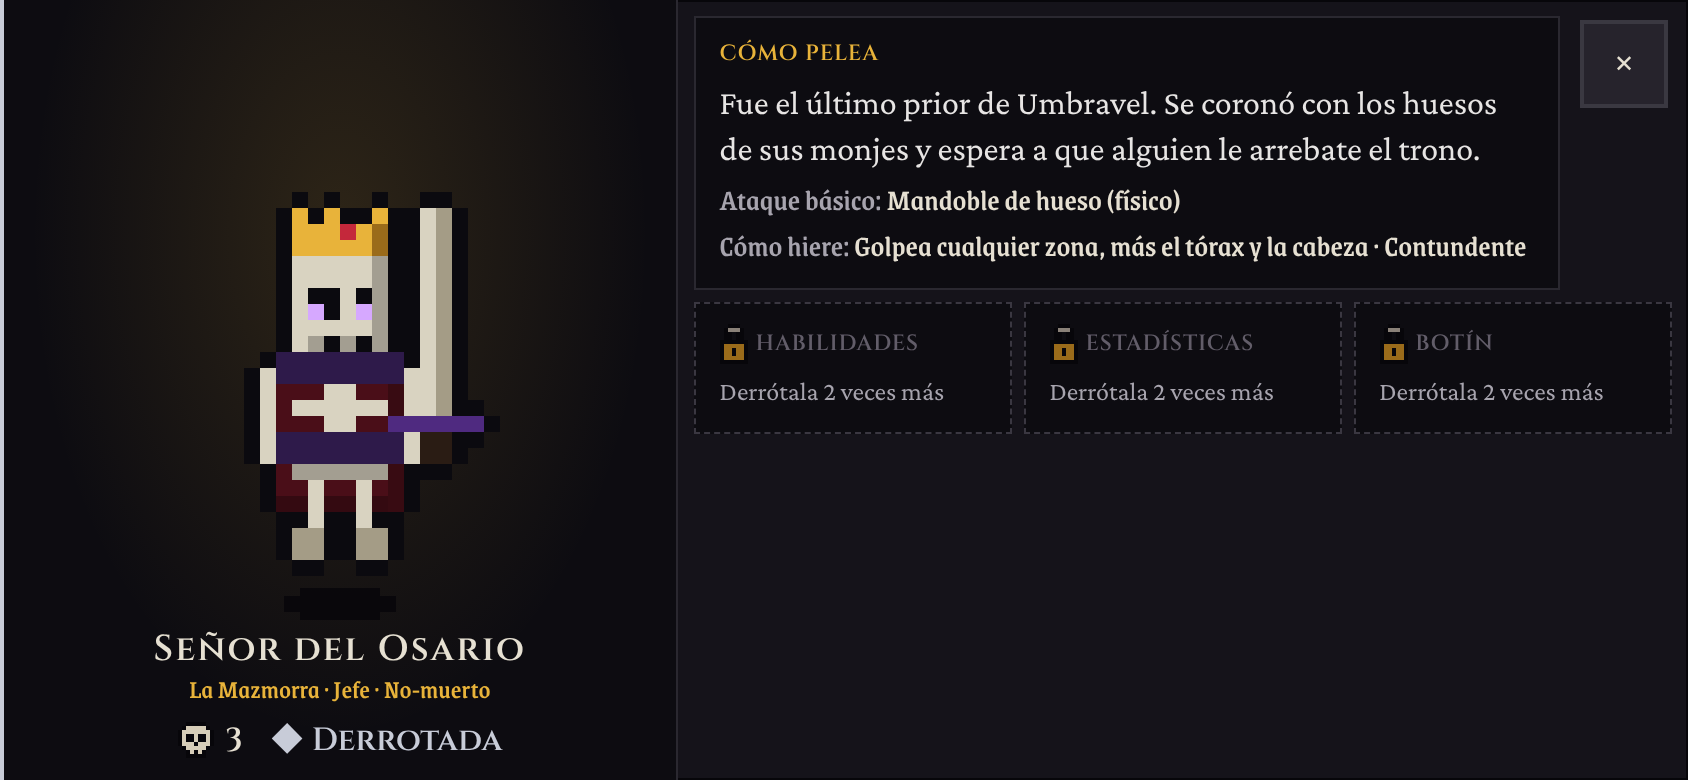 CÓMO PELEA
Fue el último prior de Umbravel. Se coronó con los huesos
de sus monjes y espera a que alguien le arrebate el trono.
Ataque básico: Mandoble de hueso (físico)
Cómo hiere: Golpea cualquier zona, más el tórax y la cabeza · Contundente
×
HABILIDADES
Derrótala 2 veces más
ESTADÍSTICAS
Derrótala 2 veces más
BOTÍN
Derrótala 2 veces más
SEÑOR DEL OSARIO
La Mazmorra · Jefe · No-muerto
3 DERROTADA